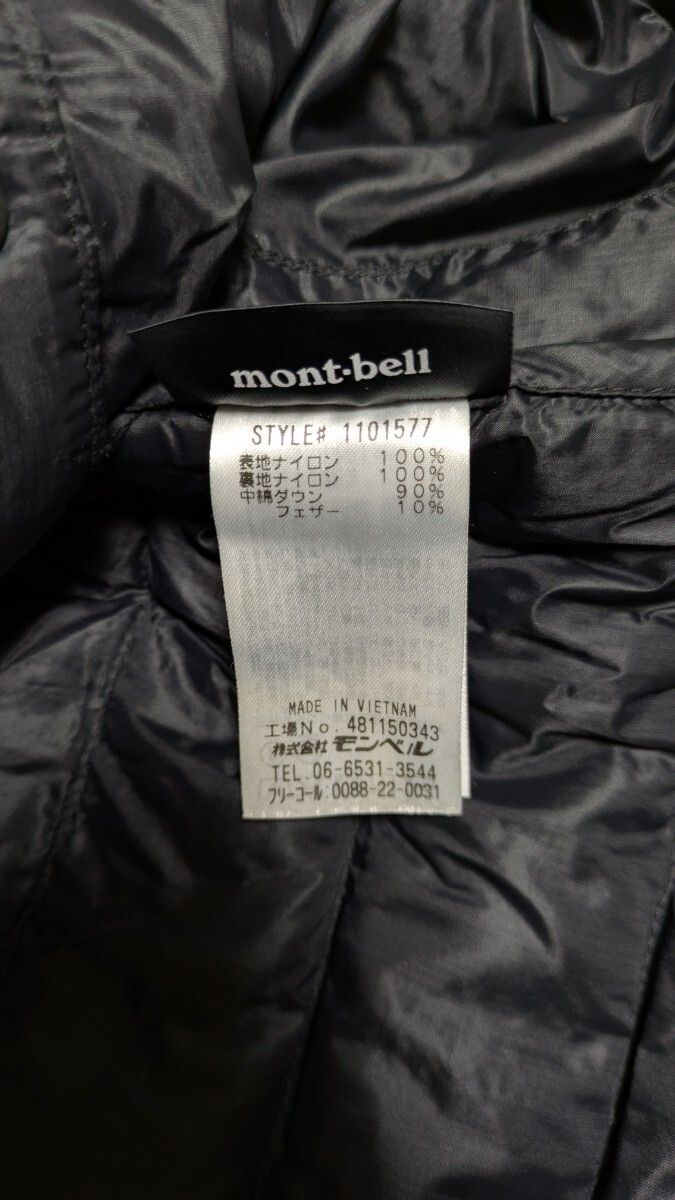 mont-bell
STYLE# 1101577
表地ナイロン 100%
裏地ナイロン 100%
中綿ダウン 90%
フェザー 10%
MADE IN VIETNAM
工場No. 481150343
株式会社 モンベル
TEL. 06-6531-3544
フリーコール:0088-22-0031